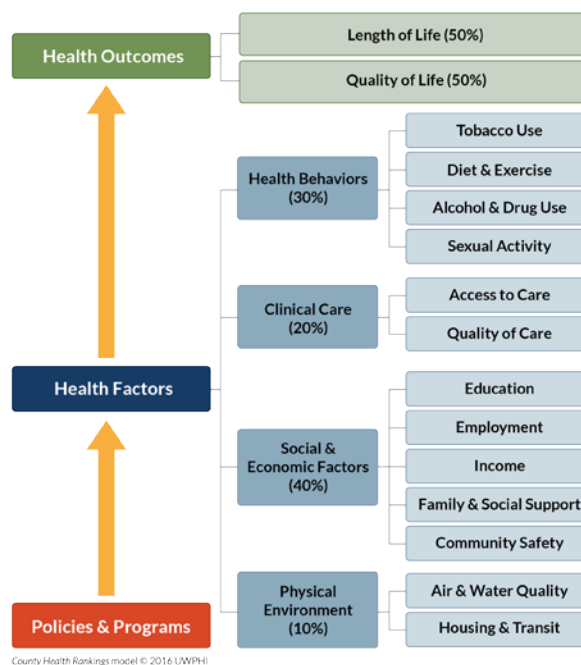 Health Outcomes
Length of Life (50%)
Quality of Life (50%)
Health Behaviors
(30%)
Tobacco Use
Diet & Exercise
Alcohol & Drug Use
Sexual Activity
Clinical Care
(20%)
Access to Care
Quality of Care
Health Factors
Social &
Economic Factors
(40%)
Education
Employment
Income
Family & Social Support
Community Safety
Physical
Environment
(10%)
Air & Water Quality
Housing & Transit
Policies & Programs
County Health Rankings model © 2016 UWPHI